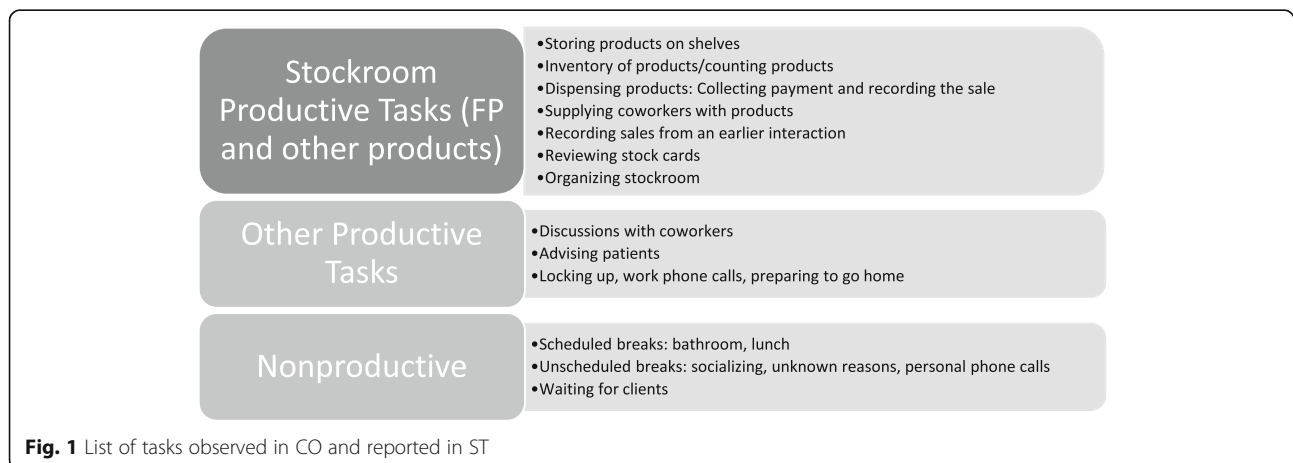 Stockroom
Productive Tasks (FP
and other products)
•Storing products on shelves
•Inventory of products/counting products
•Dispensing products: Collecting payment and recording the sale
•Supplying coworkers with products
•Recording sales from an earlier interaction
•Reviewing stock cards
•Organizing stockroom
Other Productive
Tasks
•Discussions with coworkers
•Advising patients
•Locking up, work phone calls, preparing to go home
Nonproductive
•Scheduled breaks: bathroom, lunch
•Unscheduled breaks: socializing, unknown reasons, personal phone calls
•Waiting for clients
Fig. 1 List of tasks observed in CO and reported in ST